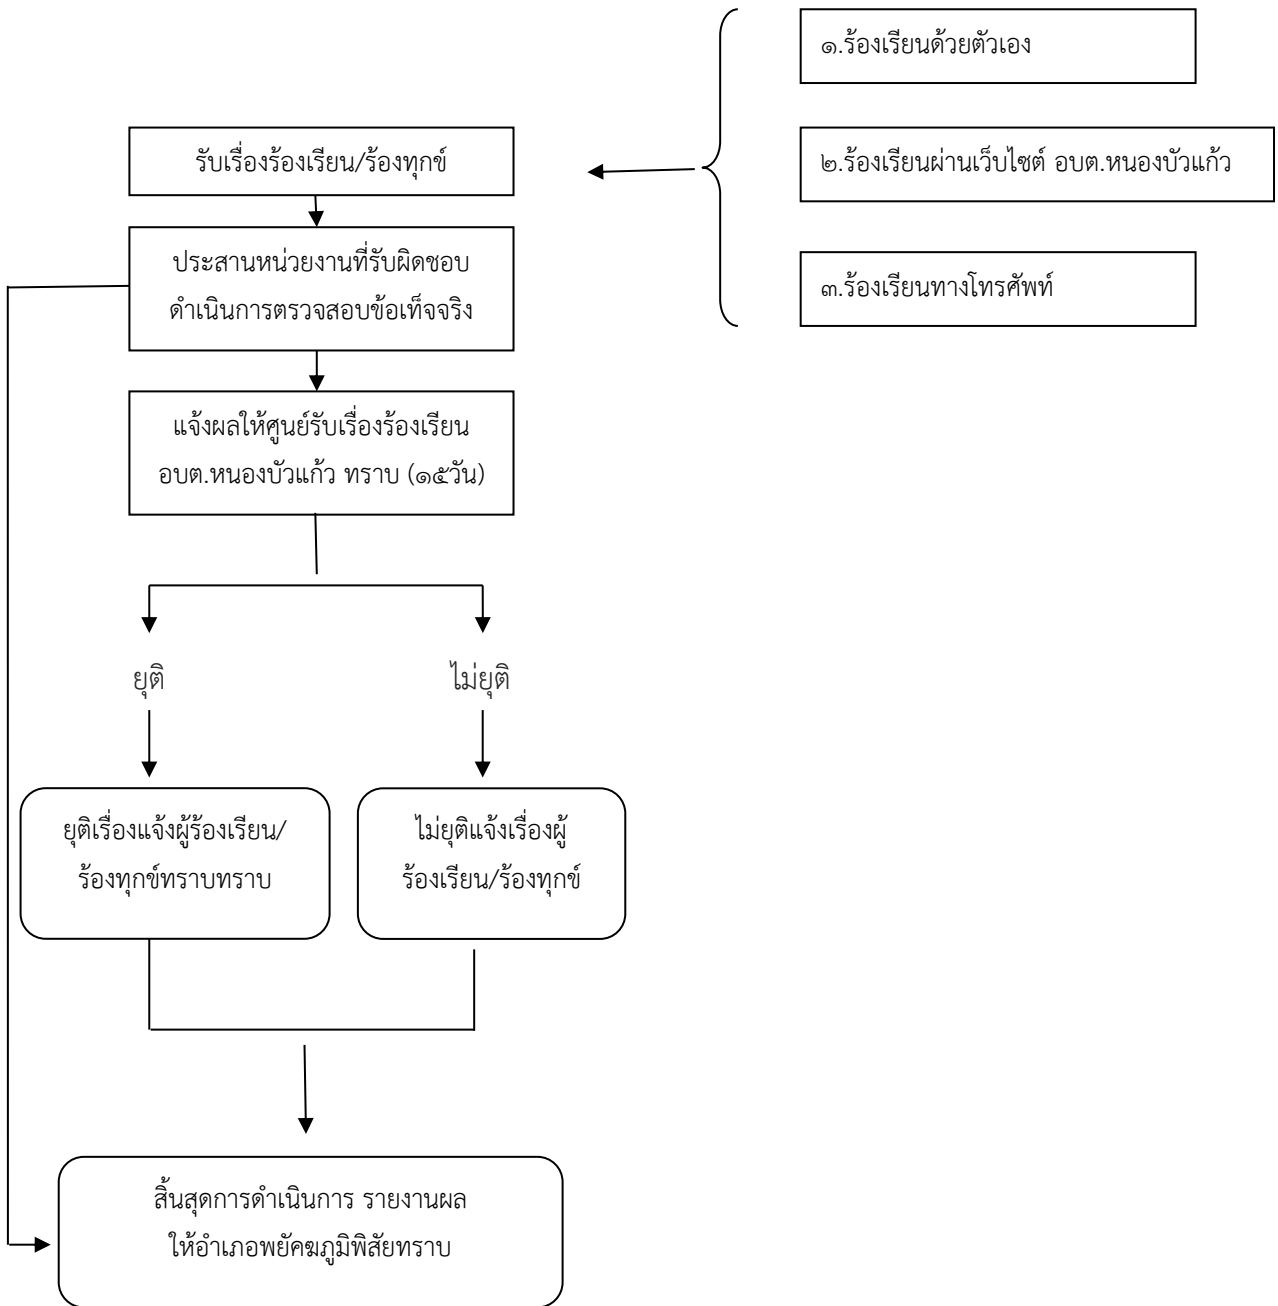 ๑.ร้องเรียนด้วยตัวเอง
รับเรื่องร้องเรียน/ร้องทุกข์
๒.ร้องเรียนผ่านเว็บไซต์ อบต.หนองบัวแก้ว
ประสานหน่วยงานที่รับผิดชอบ
ดำเนินการตรวจสอบข้อเท็จจริง
๓.ร้องเรียนทางโทรศัพท์
แจ้งผลให้ศูนย์รับเรื่องร้องเรียน
อบต.หนองบัวแก้ว ทราบ (๑๕วัน)
ยุติ
ไม่ยุติ
ยุติเรื่องแจ้งผู้ร้องเรียน/
ร้องทุกข์ทราบทราบ
ไม่ยุติแจ้งเรื่องผู้
ร้องเรียน/ร้องทุกข์
สิ้นสุดการดำเนินการ รายงานผล
ให้อำเภอพยัคฆภูมิพิสัยทราบ